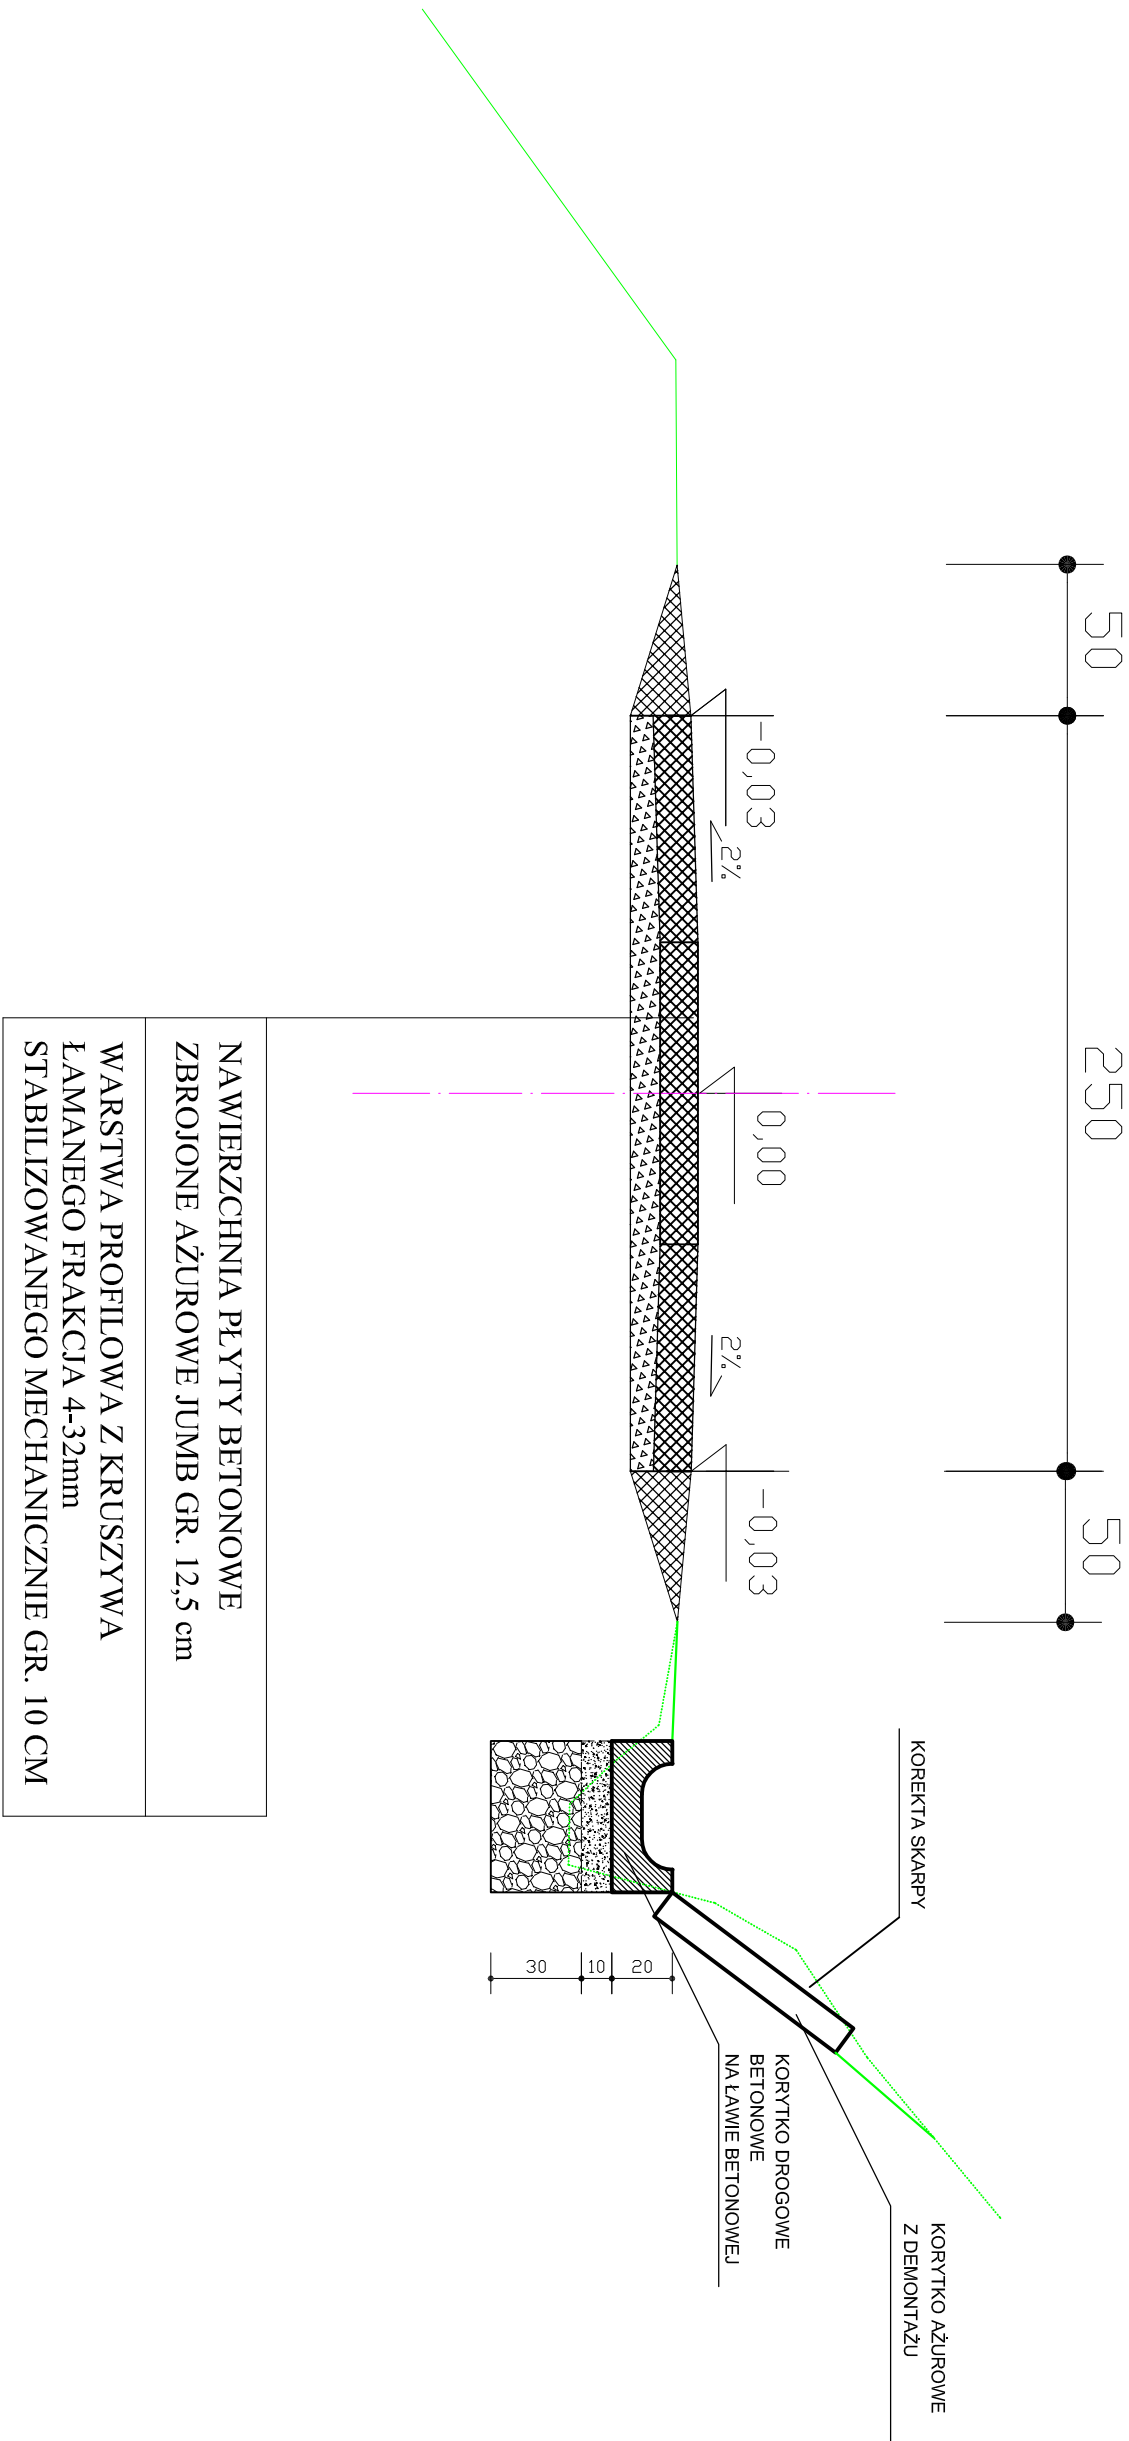 50
250
50
-0,03
0,00
-0,03
2%
2%
KOREKTA SKARPY
KORYTKO AŻUROWE
Z DEMONTAŻU
KORYTKO DROGOWE
BETONOWE
NA ŁAWIE BETONOWEJ
20
10
30
NAWIERZCHNIA PŁYTY BETONOWE
ZBROJONE AŻUROWE JUMB GR. 12,5 cm
WARSTWA PROFILOWA Z KRUSZYWA
ŁAMANEGO FRAKCJA 4-32mm
STABILIZOWANEGO MECHANICZNIE GR. 10 CM